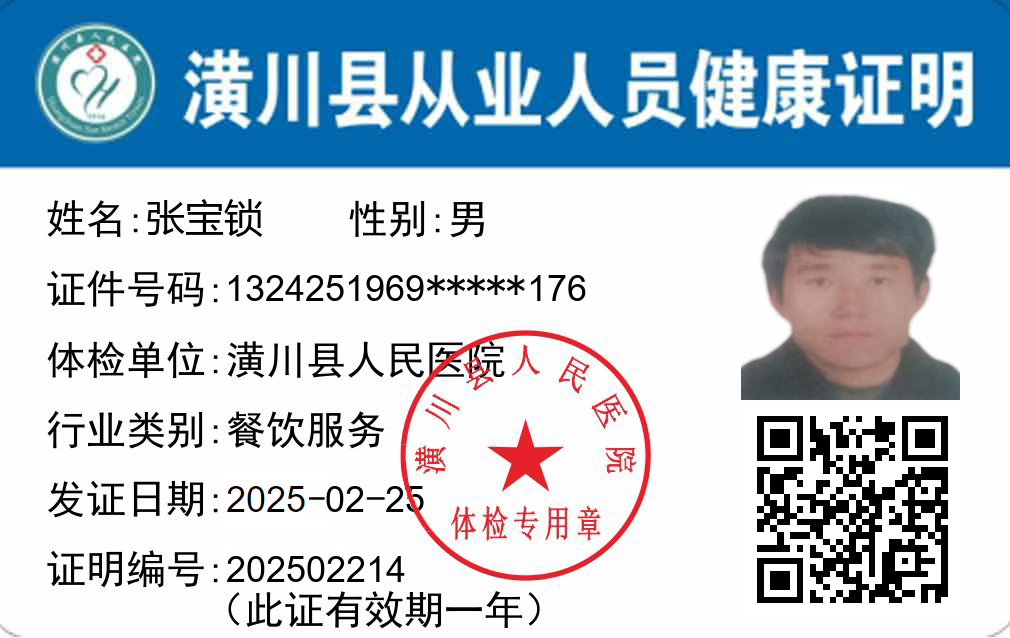 潢川县从业人员健康证明
姓名:张宝锁 性别:男
证件号码:1324251969*****176
体检单位:潢川县人民医院
行业类别:餐饮服务
发证日期:2025-02-25
证明编号:202502214
（此证有效期一年）
潢川县人民医院
体检专用章